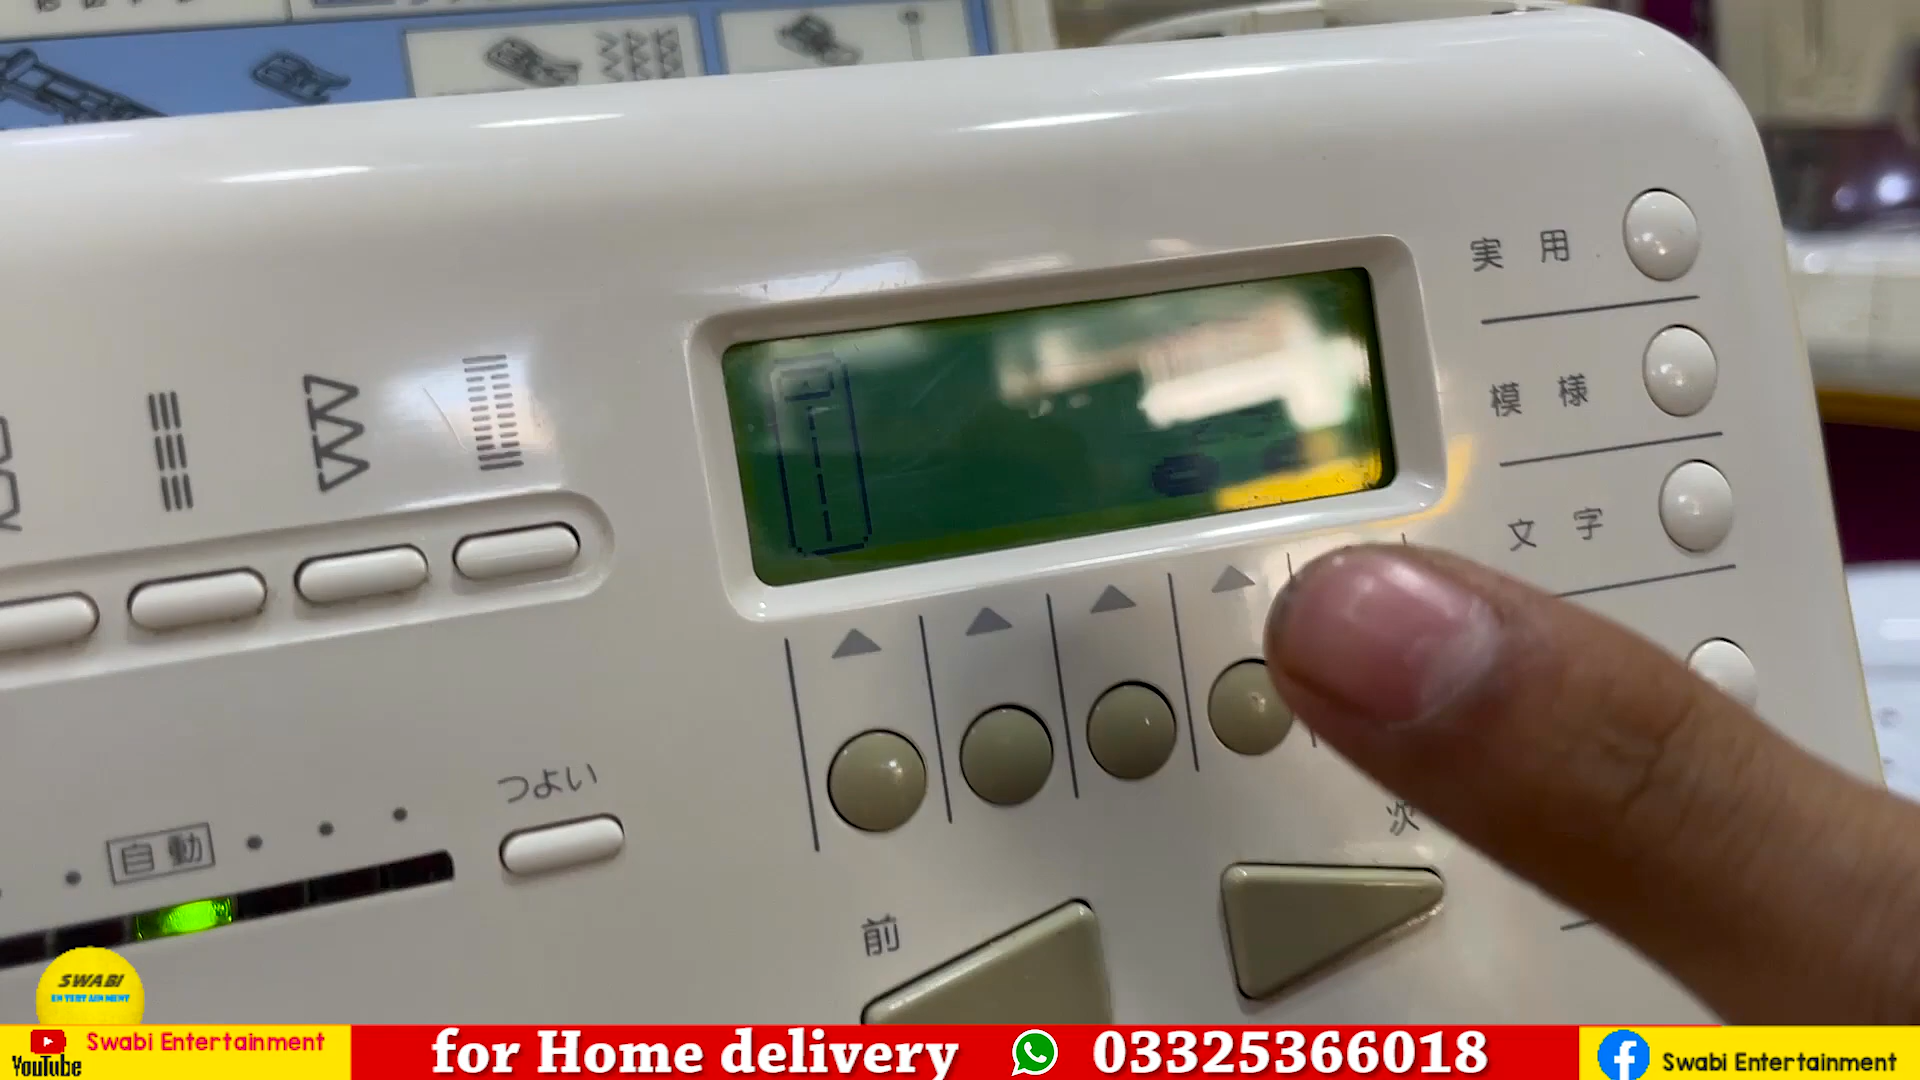 実用
模様
文字
つよい
自動
次
前
SWABI
ENTERTAINMENT
Swabi Entertainment
YouTube
for Home delivery 03325366018
Swabi Entertainment